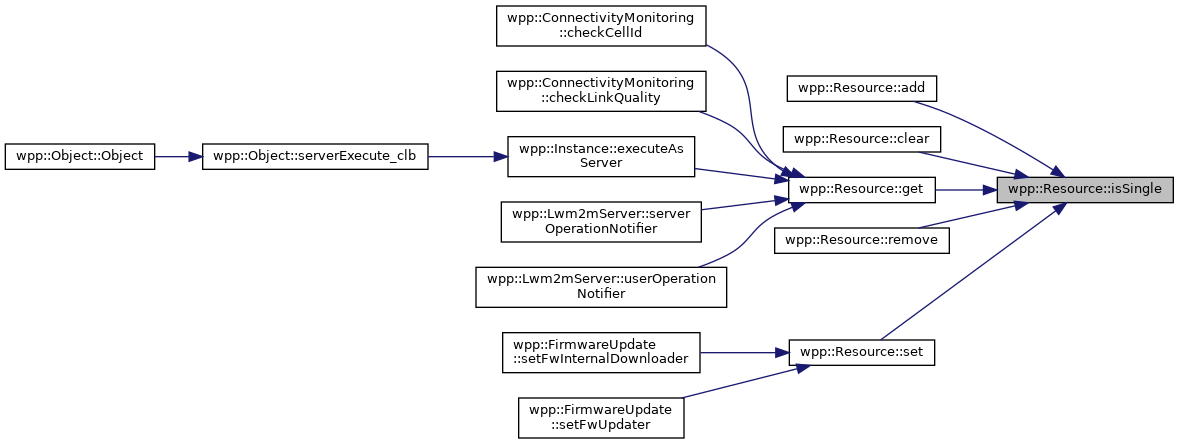 wpp::ConnectivityMonitoring
::checkCellId
wpp::ConnectivityMonitoring
::checkLinkQuality
wpp::Object::Object
wpp::Object::serverExecute_clb
wpp::Instance::executeAs
Server
wpp::Lwm2mServer::server
OperationNotifier
wpp::Lwm2mServer::userOperation
Notifier
wpp::FirmwareUpdate
::setFwInternalDownloader
wpp::FirmwareUpdate
::setFwUpdater
wpp::Resource::add
wpp::Resource::clear
wpp::Resource::get
wpp::Resource::remove
wpp::Resource::set
wpp::Resource::isSingle